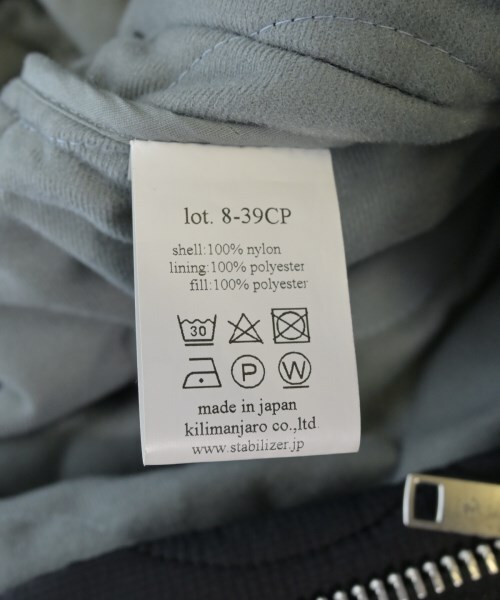 lot. 8-39CP
shell:100% nylon
lining:100% polyester
fill:100% polyester
30
P W
made in japan
kilimanjaro co.,ltd.
www.stabilizer.jp